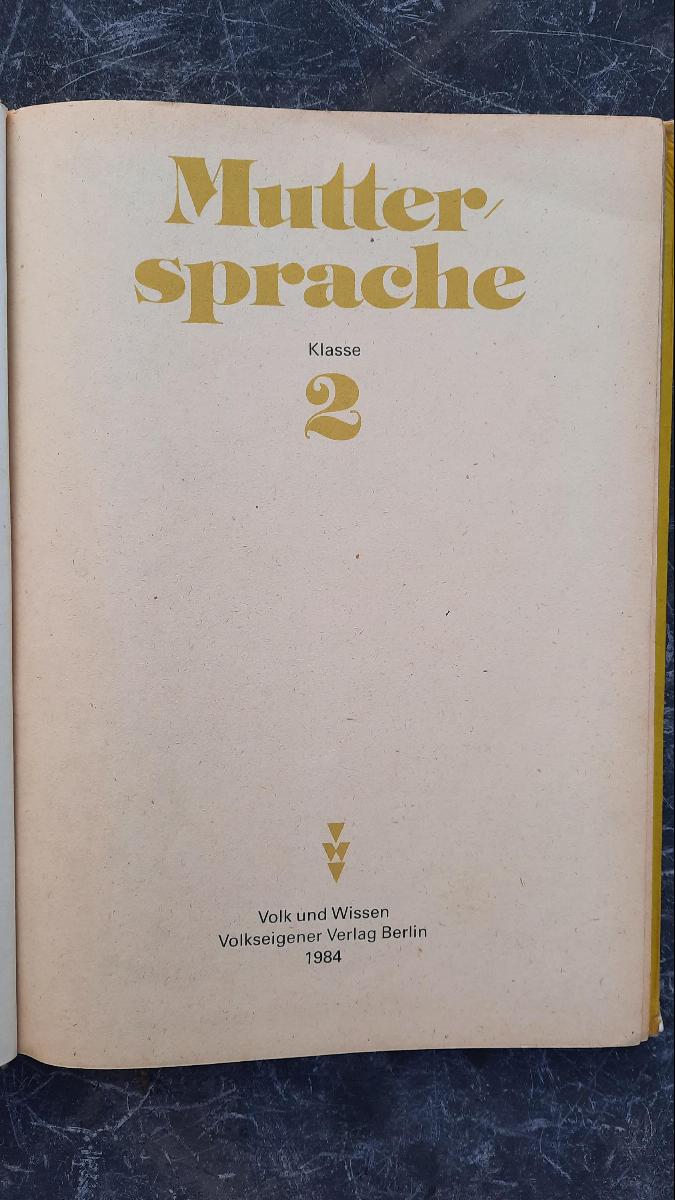 Mutter-
sprache
Klasse
2
Volk und Wissen
Volkseigener Verlag Berlin
1984